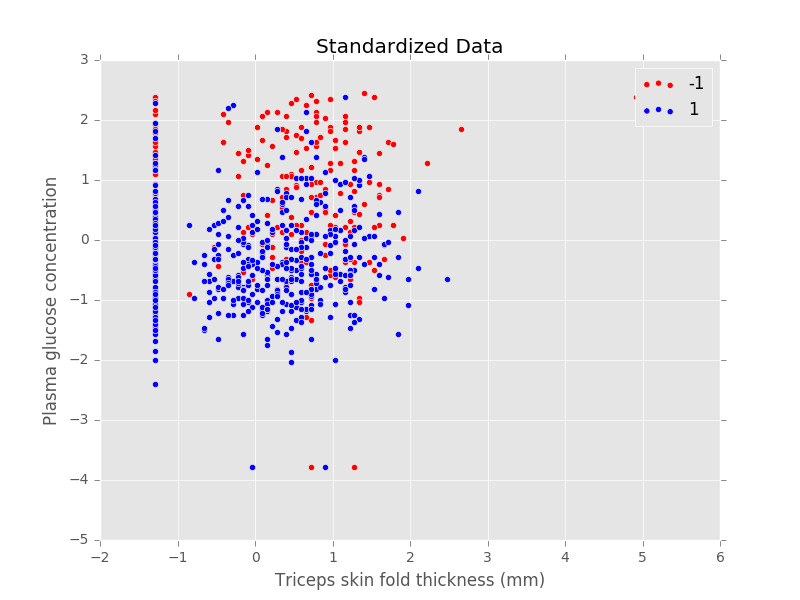 Standardized Data
-1
1
3
2
1
0
−1
−2
−3
−4
−5
Plasma glucose concentration
−2 −1 0 1 2 3 4 5 6
Triceps skin fold thickness (mm)